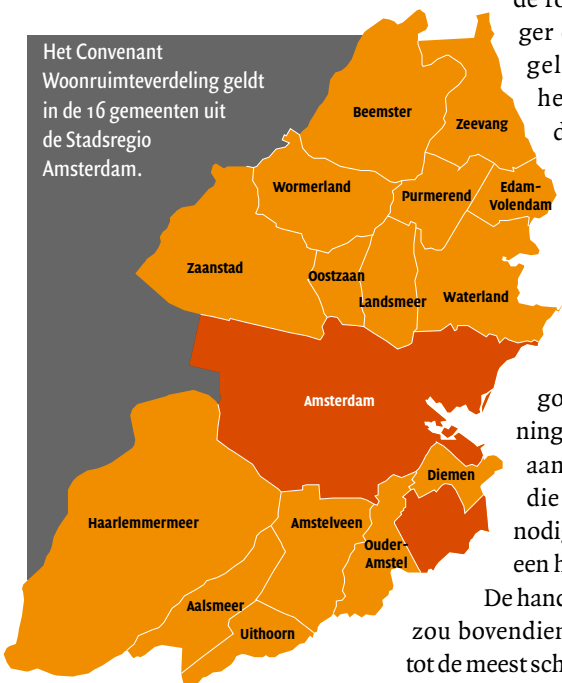 Het Convenant
Woonruimteverdeling geldt
in de 16 gemeenten uit
de Stadsregio
Amsterdam.
Beemster
Zeevang
Wormerland
Purmerend
Edam-
Volendam
Zaanstad
Oostzaan
Landsmeer
Waterland
Amsterdam
Diemen
Haarlemmermeer
Amstelveen
Ouder-
Amstel
Aalsmeer
Uithoorn
ger
gel
he
d
go
ning
aan
die
nodig
een h
De hand
zou bovendien
tot de meest sch